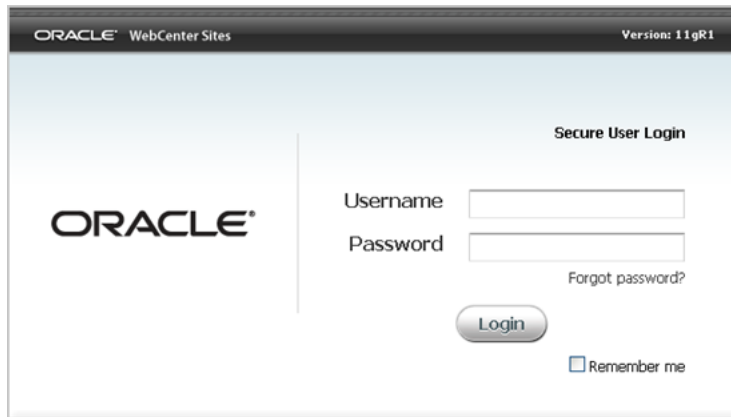 ORACLE® WebCenter Sites Version: 11gR1
Secure User Login
ORACLE®
Username
Password
Forgot password?
Login
Remember me